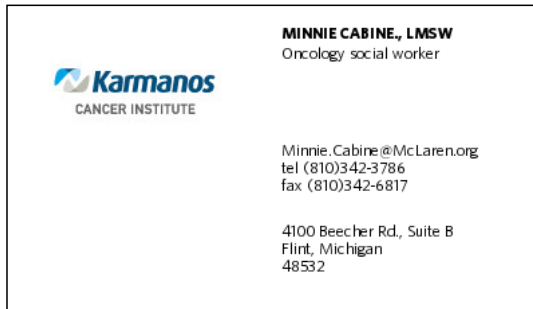 MINNIE CABINE., LMSW
Oncology social worker
Karmanos
CANCER INSTITUTE
Minnie.Cabine@McLaren.org
tel (810)342-3786
fax (810)342-6817
4100 Beecher Rd., Suite B
Flint, Michigan
48532